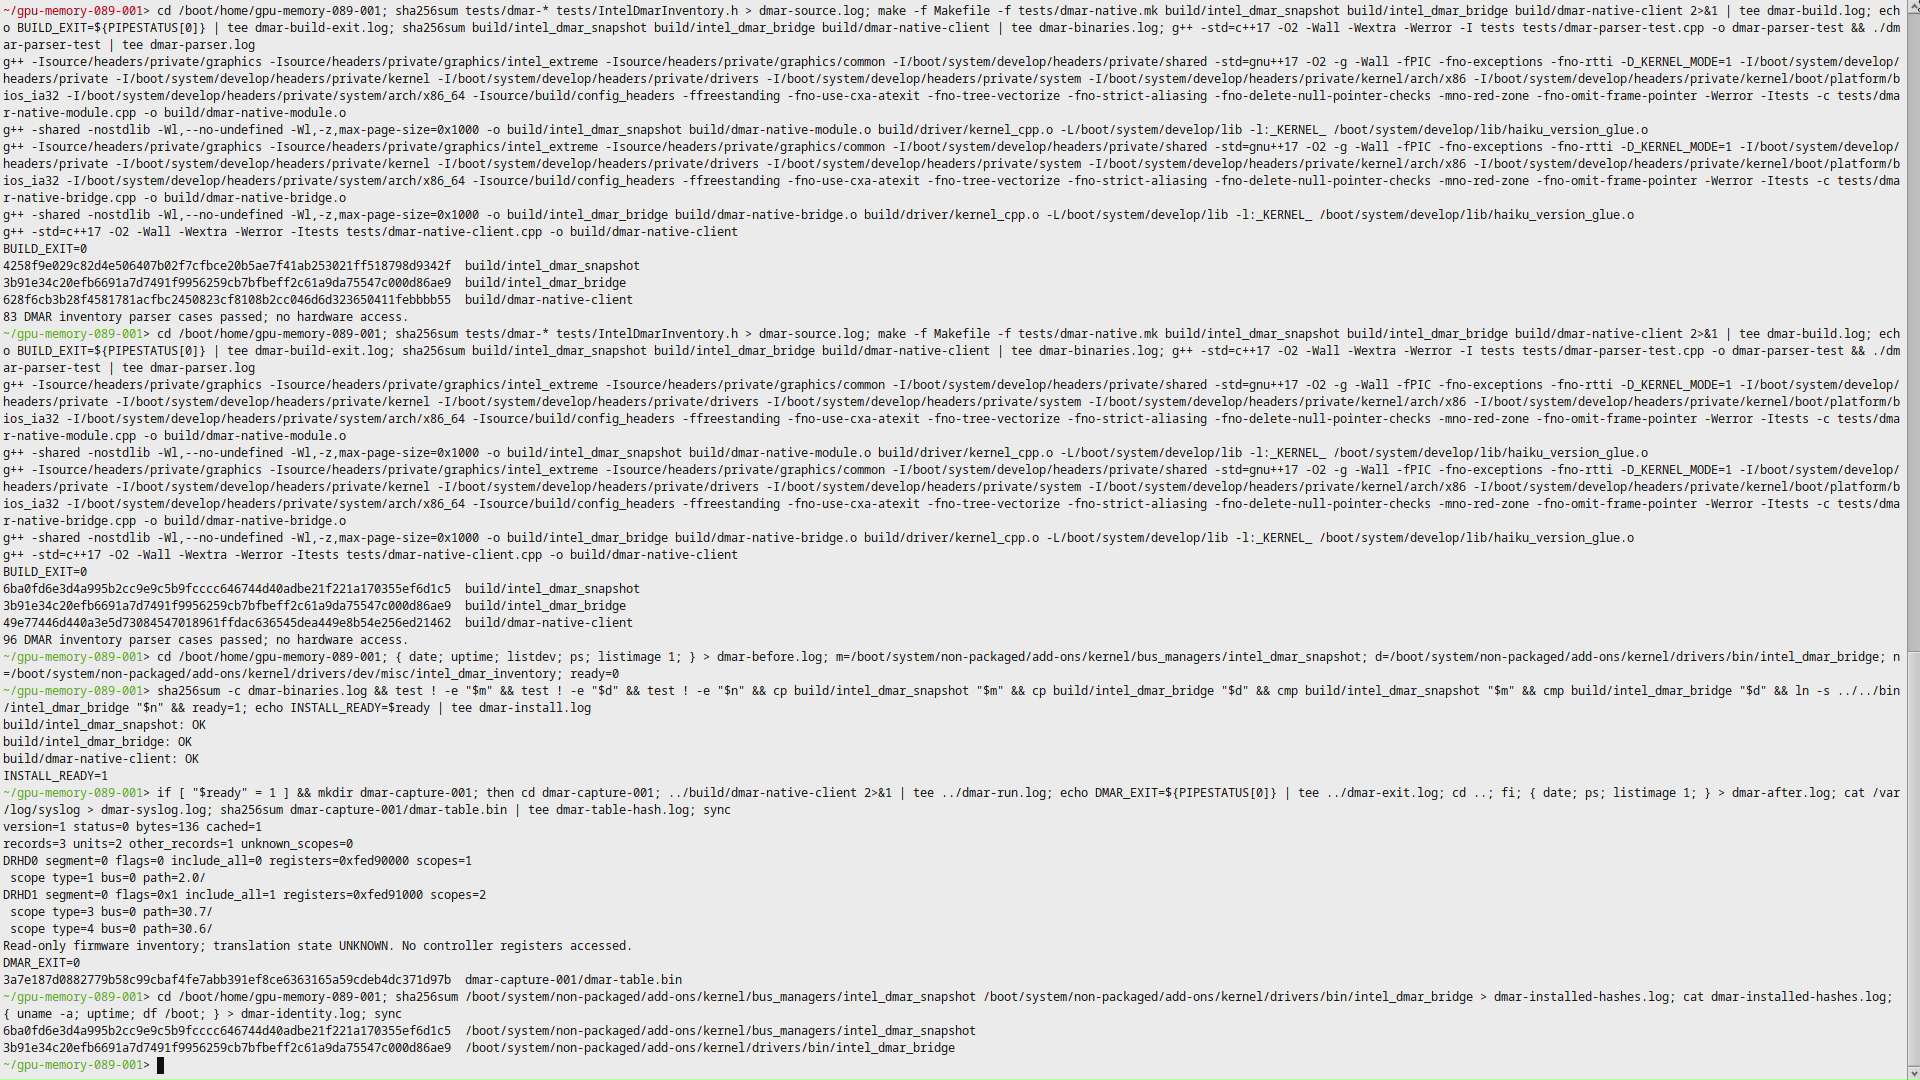 ~/gpu-memory-089-001> cd /boot/home/gpu-memory-089-001; sha256sum tests/dmar-* tests/IntelDmarInventory.h > dmar-source.log; make -f Makefile -f tests/dmar-native.mk build/intel_dmar_snapshot build/intel_dmar_bridge build/dmar-native-client 2>&1 | tee dmar-build.log; ech
o BUILD_EXIT=${PIPESTATUS[0]} | tee dmar-build-exit.log; sha256sum build/intel_dmar_snapshot build/intel_dmar_bridge build/dmar-native-client | tee dmar-binaries.log; g++ -std=c++17 -O2 -Wall -Wextra -Werror -I tests tests/dmar-parser-test.cpp -o dmar-parser-test && ./dm
ar-parser-test | tee dmar-parser.log
g++ -Isource/headers/private/graphics -Isource/headers/private/graphics/intel_extreme -Isource/headers/private/graphics/common -I/boot/system/develop/headers/private/shared -std=gnu++17 -O2 -g -Wall -fPIC -fno-exceptions -fno-rtti -D_KERNEL_MODE=1 -I/boot/system/develop/
headers/private/kernel -I/boot/system/develop/headers/private/drivers -I/boot/system/develop/headers/private/system -I/boot/system/develop/headers/private/kernel/arch/x86 -I/boot/system/develop/headers/private/kernel/boot/platform/b
ios_ia32 -I/boot/system/develop/headers/private/system/arch/x86_64 -Isource/build/config_headers -ffreestanding -fno-use-cxa-atexit -fno-tree-vectorize -fno-strict-aliasing -fno-delete-null-pointer-checks -mno-red-zone -fno-omit-frame-pointer -Werror -Itests -c tests/dma
r-native-module.cpp -o build/dmar-native-module.o
g++ -shared -nostdlib -Wl,--no-undefined -Wl,-z,max-page-size=0x1000 -o build/intel_dmar_snapshot build/dmar-native-module.o build/driver/kernel_cpp.o -L/boot/system/develop/lib -l:_KERNEL_ /boot/system/develop/lib/haiku_version_glue.o
g++ -Isource/headers/private/graphics -Isource/headers/private/graphics/intel_extreme -Isource/headers/private/graphics/common -I/boot/system/develop/headers/private/shared -std=gnu++17 -O2 -g -Wall -fPIC -fno-exceptions -fno-rtti -D_KERNEL_MODE=1 -I/boot/system/develop/
headers/private/kernel -I/boot/system/develop/headers/private/drivers -I/boot/system/develop/headers/private/system -I/boot/system/develop/headers/private/kernel/arch/x86 -I/boot/system/develop/headers/private/kernel/boot/platform/b
ios_ia32 -I/boot/system/develop/headers/private/system/arch/x86_64 -Isource/build/config_headers -ffreestanding -fno-use-cxa-atexit -fno-tree-vectorize -fno-strict-aliasing -fno-delete-null-pointer-checks -mno-red-zone -fno-omit-frame-pointer -Werror -Itests -c tests/dma
r-native-bridge.cpp -o build/dmar-native-bridge.o
g++ -shared -nostdlib -Wl,--no-undefined -Wl,-z,max-page-size=0x1000 -o build/intel_dmar_bridge build/dmar-native-bridge.o build/driver/kernel_cpp.o -L/boot/system/develop/lib -l:_KERNEL_ /boot/system/develop/lib/haiku_version_glue.o
g++ -std=c++17 -O2 -Wall -Wextra -Werror -Itests tests/dmar-native-client.cpp -o build/dmar-native-client
BUILD_EXIT=0
4258f9e029c82d4e506407b02f7cfbce20b5ae7f41ab253021ff518798d9342f  build/intel_dmar_snapshot
3b91e34c20efb6691a7d7491f9956259cb7bfbeff2c61a9da75547c000d86ae9  build/intel_dmar_bridge
628f6cb3b28f4581781acfbc2450823cf8108b2cc046d6d323650411febbbb55  build/dmar-native-client
83 DMAR inventory parser cases passed; no hardware access.
~/gpu-memory-089-001> cd /boot/home/gpu-memory-089-001; sha256sum tests/dmar-* tests/IntelDmarInventory.h > dmar-source.log; make -f Makefile -f tests/dmar-native.mk build/intel_dmar_snapshot build/intel_dmar_bridge build/dmar-native-client 2>&1 | tee dmar-build.log; ech
o BUILD_EXIT=${PIPESTATUS[0]} | tee dmar-build-exit.log; sha256sum build/intel_dmar_snapshot build/intel_dmar_bridge build/dmar-native-client | tee dmar-binaries.log; g++ -std=c++17 -O2 -Wall -Wextra -Werror -I tests tests/dmar-parser-test.cpp -o dmar-parser-test && ./dm
ar-parser-test | tee dmar-parser.log
g++ -Isource/headers/private/graphics -Isource/headers/private/graphics/intel_extreme -Isource/headers/private/graphics/common -I/boot/system/develop/headers/private/shared -std=gnu++17 -O2 -g -Wall -fPIC -fno-exceptions -fno-rtti -D_KERNEL_MODE=1 -I/boot/system/develop/
headers/private/kernel -I/boot/system/develop/headers/private/drivers -I/boot/system/develop/headers/private/system -I/boot/system/develop/headers/private/kernel/arch/x86 -I/boot/system/develop/headers/private/kernel/boot/platform/b
ios_ia32 -I/boot/system/develop/headers/private/system/arch/x86_64 -Isource/build/config_headers -ffreestanding -fno-use-cxa-atexit -fno-tree-vectorize -fno-strict-aliasing -fno-delete-null-pointer-checks -mno-red-zone -fno-omit-frame-pointer -Werror -Itests -c tests/dma
r-native-module.cpp -o build/dmar-native-module.o
g++ -shared -nostdlib -Wl,--no-undefined -Wl,-z,max-page-size=0x1000 -o build/intel_dmar_snapshot build/dmar-native-module.o build/driver/kernel_cpp.o -L/boot/system/develop/lib -l:_KERNEL_ /boot/system/develop/lib/haiku_version_glue.o
g++ -Isource/headers/private/graphics -Isource/headers/private/graphics/intel_extreme -Isource/headers/private/graphics/common -I/boot/system/develop/headers/private/shared -std=gnu++17 -O2 -g -Wall -fPIC -fno-exceptions -fno-rtti -D_KERNEL_MODE=1 -I/boot/system/develop/
headers/private/kernel -I/boot/system/develop/headers/private/drivers -I/boot/system/develop/headers/private/system -I/boot/system/develop/headers/private/kernel/arch/x86 -I/boot/system/develop/headers/private/kernel/boot/platform/b
ios_ia32 -I/boot/system/develop/headers/private/system/arch/x86_64 -Isource/build/config_headers -ffreestanding -fno-use-cxa-atexit -fno-tree-vectorize -fno-strict-aliasing -fno-delete-null-pointer-checks -mno-red-zone -fno-omit-frame-pointer -Werror -Itests -c tests/dma
r-native-bridge.cpp -o build/dmar-native-bridge.o
g++ -shared -nostdlib -Wl,--no-undefined -Wl,-z,max-page-size=0x1000 -o build/intel_dmar_bridge build/dmar-native-bridge.o build/driver/kernel_cpp.o -L/boot/system/develop/lib -l:_KERNEL_ /boot/system/develop/lib/haiku_version_glue.o
g++ -std=c++17 -O2 -Wall -Wextra -Werror -Itests tests/dmar-native-client.cpp -o build/dmar-native-client
BUILD_EXIT=0
6ba0fd6e3d4a995b2cc9e9c5b9fcccc646744d40adbe21f221a170355ef6d1c5  build/intel_dmar_snapshot
3b91e34c20efb6691a7d7491f9956259cb7bfbeff2c61a9da75547c000d86ae9  build/intel_dmar_bridge
49e77446d440a3e5d73084547018961ffdac636545dea449e8b54e256ed21462  build/dmar-native-client
96 DMAR inventory parser cases passed; no hardware access.
~/gpu-memory-089-001> cd /boot/home/gpu-memory-089-001; { date; uptime; listdev; ps; listimage 1; } > dmar-before.log; m=/boot/system/non-packaged/add-ons/kernel/bus_managers/intel_dmar_snapshot; d=/boot/system/non-packaged/add-ons/kernel/drivers/bin/intel_dmar_bridge; n
=/boot/system/non-packaged/add-ons/kernel/drivers/dev/misc/intel_dmar_inventory; ready=0
~/gpu-memory-089-001> sha256sum -c dmar-binaries.log && test ! -e "$m" && test ! -e "$d" && test ! -e "$n" && cp build/intel_dmar_snapshot "$m" && cp build/intel_dmar_bridge "$d" && cmp build/intel_dmar_snapshot "$m" && cmp build/intel_dmar_bridge "$d" && ln -s ../../bin
/intel_dmar_bridge "$n" && ready=1; echo INSTALL_READY=$ready | tee dmar-install.log
build/intel_dmar_snapshot: OK
build/intel_dmar_bridge: OK
build/dmar-native-client: OK
INSTALL_READY=1
~/gpu-memory-089-001> if [ "$ready" = 1 ] && mkdir dmar-capture-001; then cd dmar-capture-001; ../build/dmar-native-client 2>&1 | tee ../dmar-run.log; echo DMAR_EXIT=${PIPESTATUS[0]} | tee ../dmar-exit.log; cd ..; fi; { date; ps; listimage 1; } > dmar-after.log; cat /var
/log/syslog > dmar-syslog.log; sha256sum dmar-capture-001/dmar-table.bin | tee dmar-table-hash.log; sync
version=1 status=0 bytes=136 cached=1
records=3 units=2 other_records=1 unknown_scopes=0
DRHD0 segment=0 flags=0 include_all=0 registers=0xfed90000 scopes=1
 scope type=1 bus=0 path=2.0/
DRHD1 segment=0 flags=0x1 include_all=1 registers=0xfed91000 scopes=2
 scope type=3 bus=0 path=30.7/
 scope type=4 bus=0 path=30.6/
Read-only firmware inventory; translation state UNKNOWN. No controller registers accessed.
DMAR_EXIT=0
3a7e187d0882779b58c99cbaf4fe7abb391ef8ce6363165a59cdeb4dc371d97b  dmar-capture-001/dmar-table.bin
~/gpu-memory-089-001> cd /boot/home/gpu-memory-089-001; sha256sum /boot/system/non-packaged/add-ons/kernel/bus_managers/intel_dmar_snapshot /boot/system/non-packaged/add-ons/kernel/drivers/bin/intel_dmar_bridge > dmar-installed-hashes.log; cat dmar-installed-hashes.log;
{ uname -a; uptime; df /boot; } > dmar-identity.log; sync
6ba0fd6e3d4a995b2cc9e9c5b9fcccc646744d40adbe21f221a170355ef6d1c5  /boot/system/non-packaged/add-ons/kernel/bus_managers/intel_dmar_snapshot
3b91e34c20efb6691a7d7491f9956259cb7bfbeff2c61a9da75547c000d86ae9  /boot/system/non-packaged/add-ons/kernel/drivers/bin/intel_dmar_bridge
~/gpu-memory-089-001>